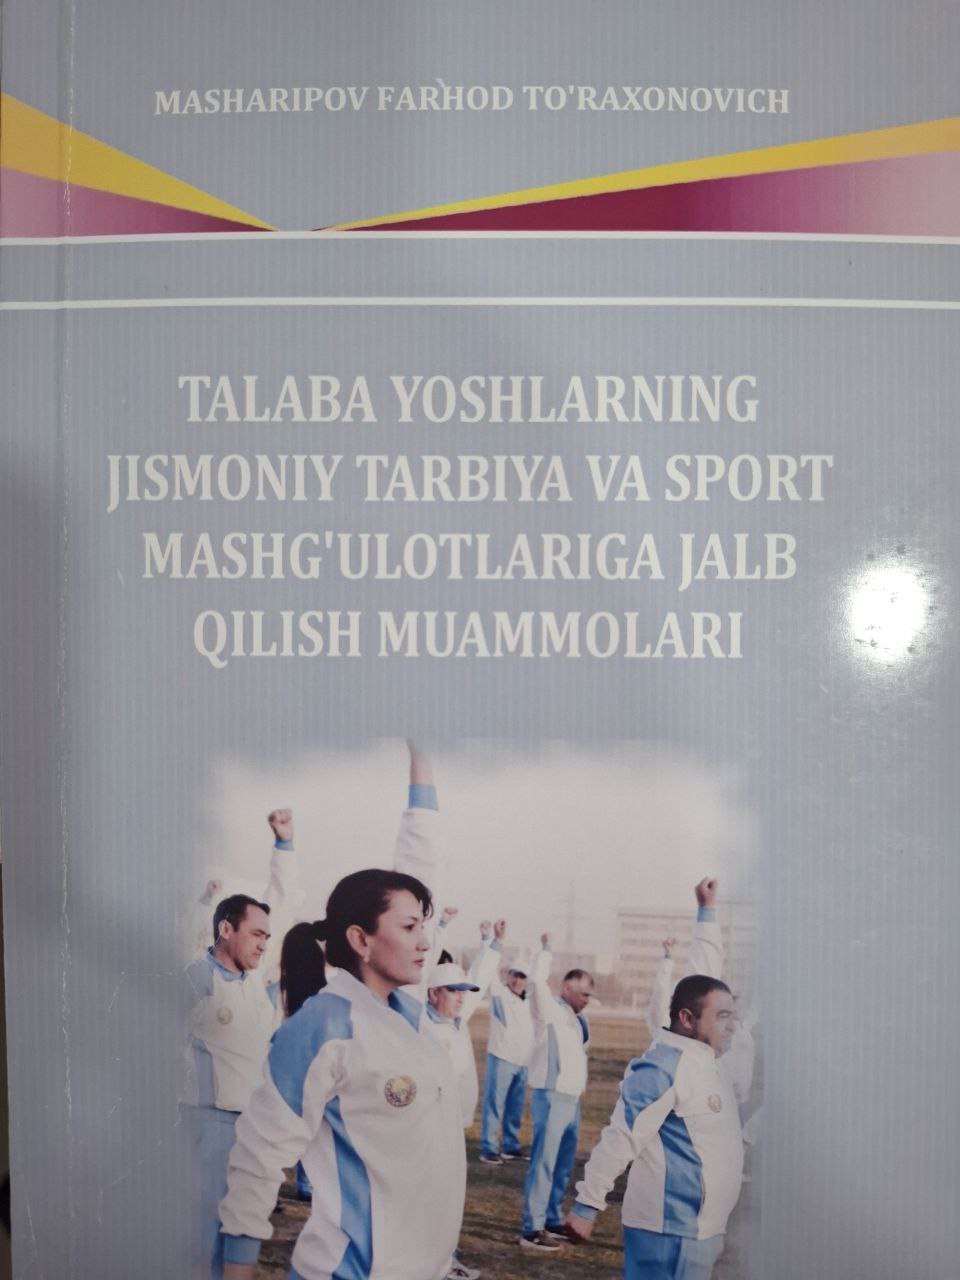 MASHARIPOV FARHOD TO'RAXONOVICH
TALABA YOSHLARNING
JISMONIY TARBIYA VA SPORT
MASHG'ULOTLARIGA JALB
QILISH MUAMMOLARI